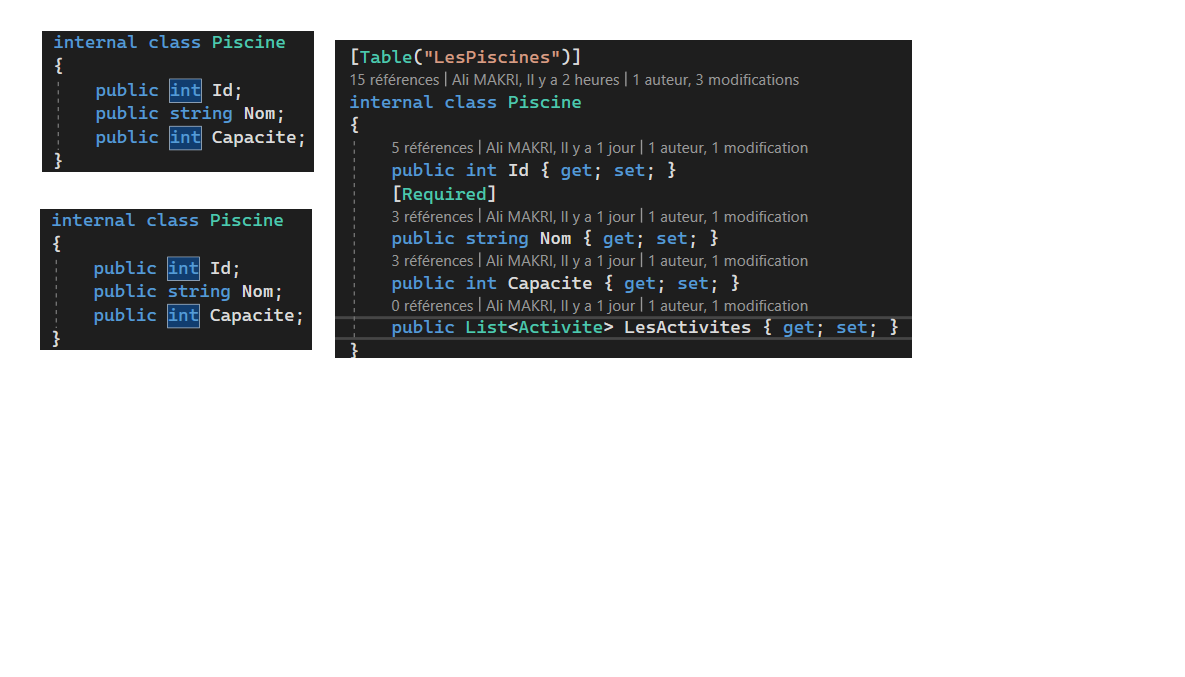 internal class Piscine
{
public int Id;
public string Nom;
public int Capacite;
}
internal class Piscine
{
public int Id;
public string Nom;
public int Capacite;
}
[Table("LesPiscines")]
15 références | Ali MAKRI, Il y a 2 heures | 1 auteur, 3 modifications
internal class Piscine
{
5 références | Ali MAKRI, Il y a 1 jour | 1 auteur, 1 modification
public int Id { get; set; }
[Required]
3 références | Ali MAKRI, Il y a 1 jour | 1 auteur, 1 modification
public string Nom { get; set; }
3 références | Ali MAKRI, Il y a 1 jour | 1 auteur, 1 modification
public int Capacite { get; set; }
0 références | Ali MAKRI, Il y a 1 jour | 1 auteur, 1 modification
public List<Activite> LesActivites { get; set; }
}